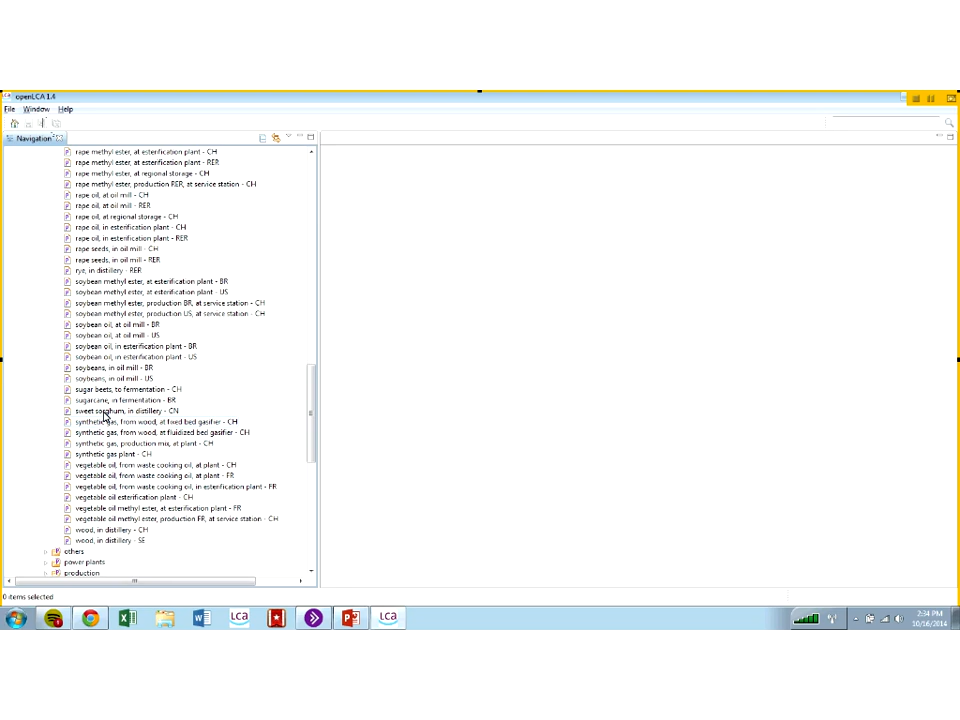 openLCA 1.4
File Window Help
Navigation
rape methyl ester, at esterification plant - CH
rape methyl ester, at esterification plant - RER
rape methyl ester, at regional storage - CH
rape methyl ester, production RER, at service station - CH
rape oil, at oil mill - CH
rape oil, at oil mill - RER
rape oil, at regional storage - CH
rape oil, in esterification plant - CH
rape oil, in esterification plant - RER
rape seeds, in oil mill - CH
rape seeds, in oil mill - RER
rye, in distillery - RER
soybean methyl ester, at esterification plant - BR
soybean methyl ester, at esterification plant - US
soybean methyl ester, production BR, at service station - CH
soybean methyl ester, production US, at service station - CH
soybean oil, at oil mill - BR
soybean oil, at oil mill - US
soybean oil, in esterification plant - BR
soybean oil, in esterification plant - US
soybeans, in oil mill - BR
soybeans, in oil mill - US
sugar beets, to fermentation - CH
sugarcane, in fermentation - BR
sweet sorghum, in distillery - CN
synthetic gas, from wood, at fixed bed gasifier - CH
synthetic gas, from wood, at fluidized bed gasifier - CH
synthetic gas, production mix, at plant - CH
synthetic gas plant - CH
vegetable oil, from waste cooking oil, at plant - CH
vegetable oil, from waste cooking oil, at plant - FR
vegetable oil, from waste cooking oil, in esterification plant - FR
vegetable oil esterification plant - CH
vegetable oil methyl ester, at esterification plant - FR
vegetable oil methyl ester, production FR, at service station - CH
wood, in distillery - CH
wood, in distillery - SE
others
power plants
production
0 items selected
LCA
LCA
2:34 PM
10/16/2014